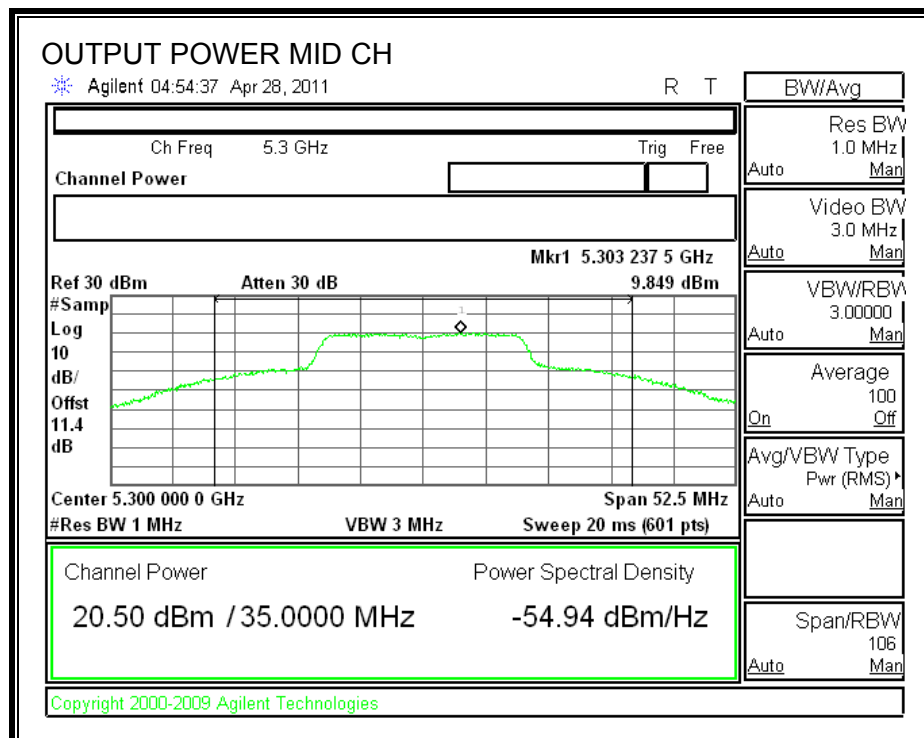 OUTPUT POWER MID CH
Agilent 04:54:37 Apr 28, 2011 R T
BW/Avg
Ch Freq 5.3 GHz Trig Free
Channel Power
Mkr1 5.303 237 5 GHz
Ref 30 dBm Atten 30 dB 9.849 dBm
#Samp
Log
10
dB/
Offst
11.4
dB
1
Center 5.300 000 0 GHz Span 52.5 MHz
#Res BW 1 MHz VBW 3 MHz Sweep 20 ms (601 pts)
Channel Power Power Spectral Density
20.50 dBm / 35.0000 MHz -54.94 dBm/Hz
Res BW
1.0 MHz
Auto Man
Video BW
3.0 MHz
Auto Man
VBW/RBW
3.00000
Auto Man
Average
100
On Off
Avg/VBW Type
Pwr (RMS)
Auto Man
Span/RBW
106
Auto Man
Copyright 2000-2009 Agilent Technologies